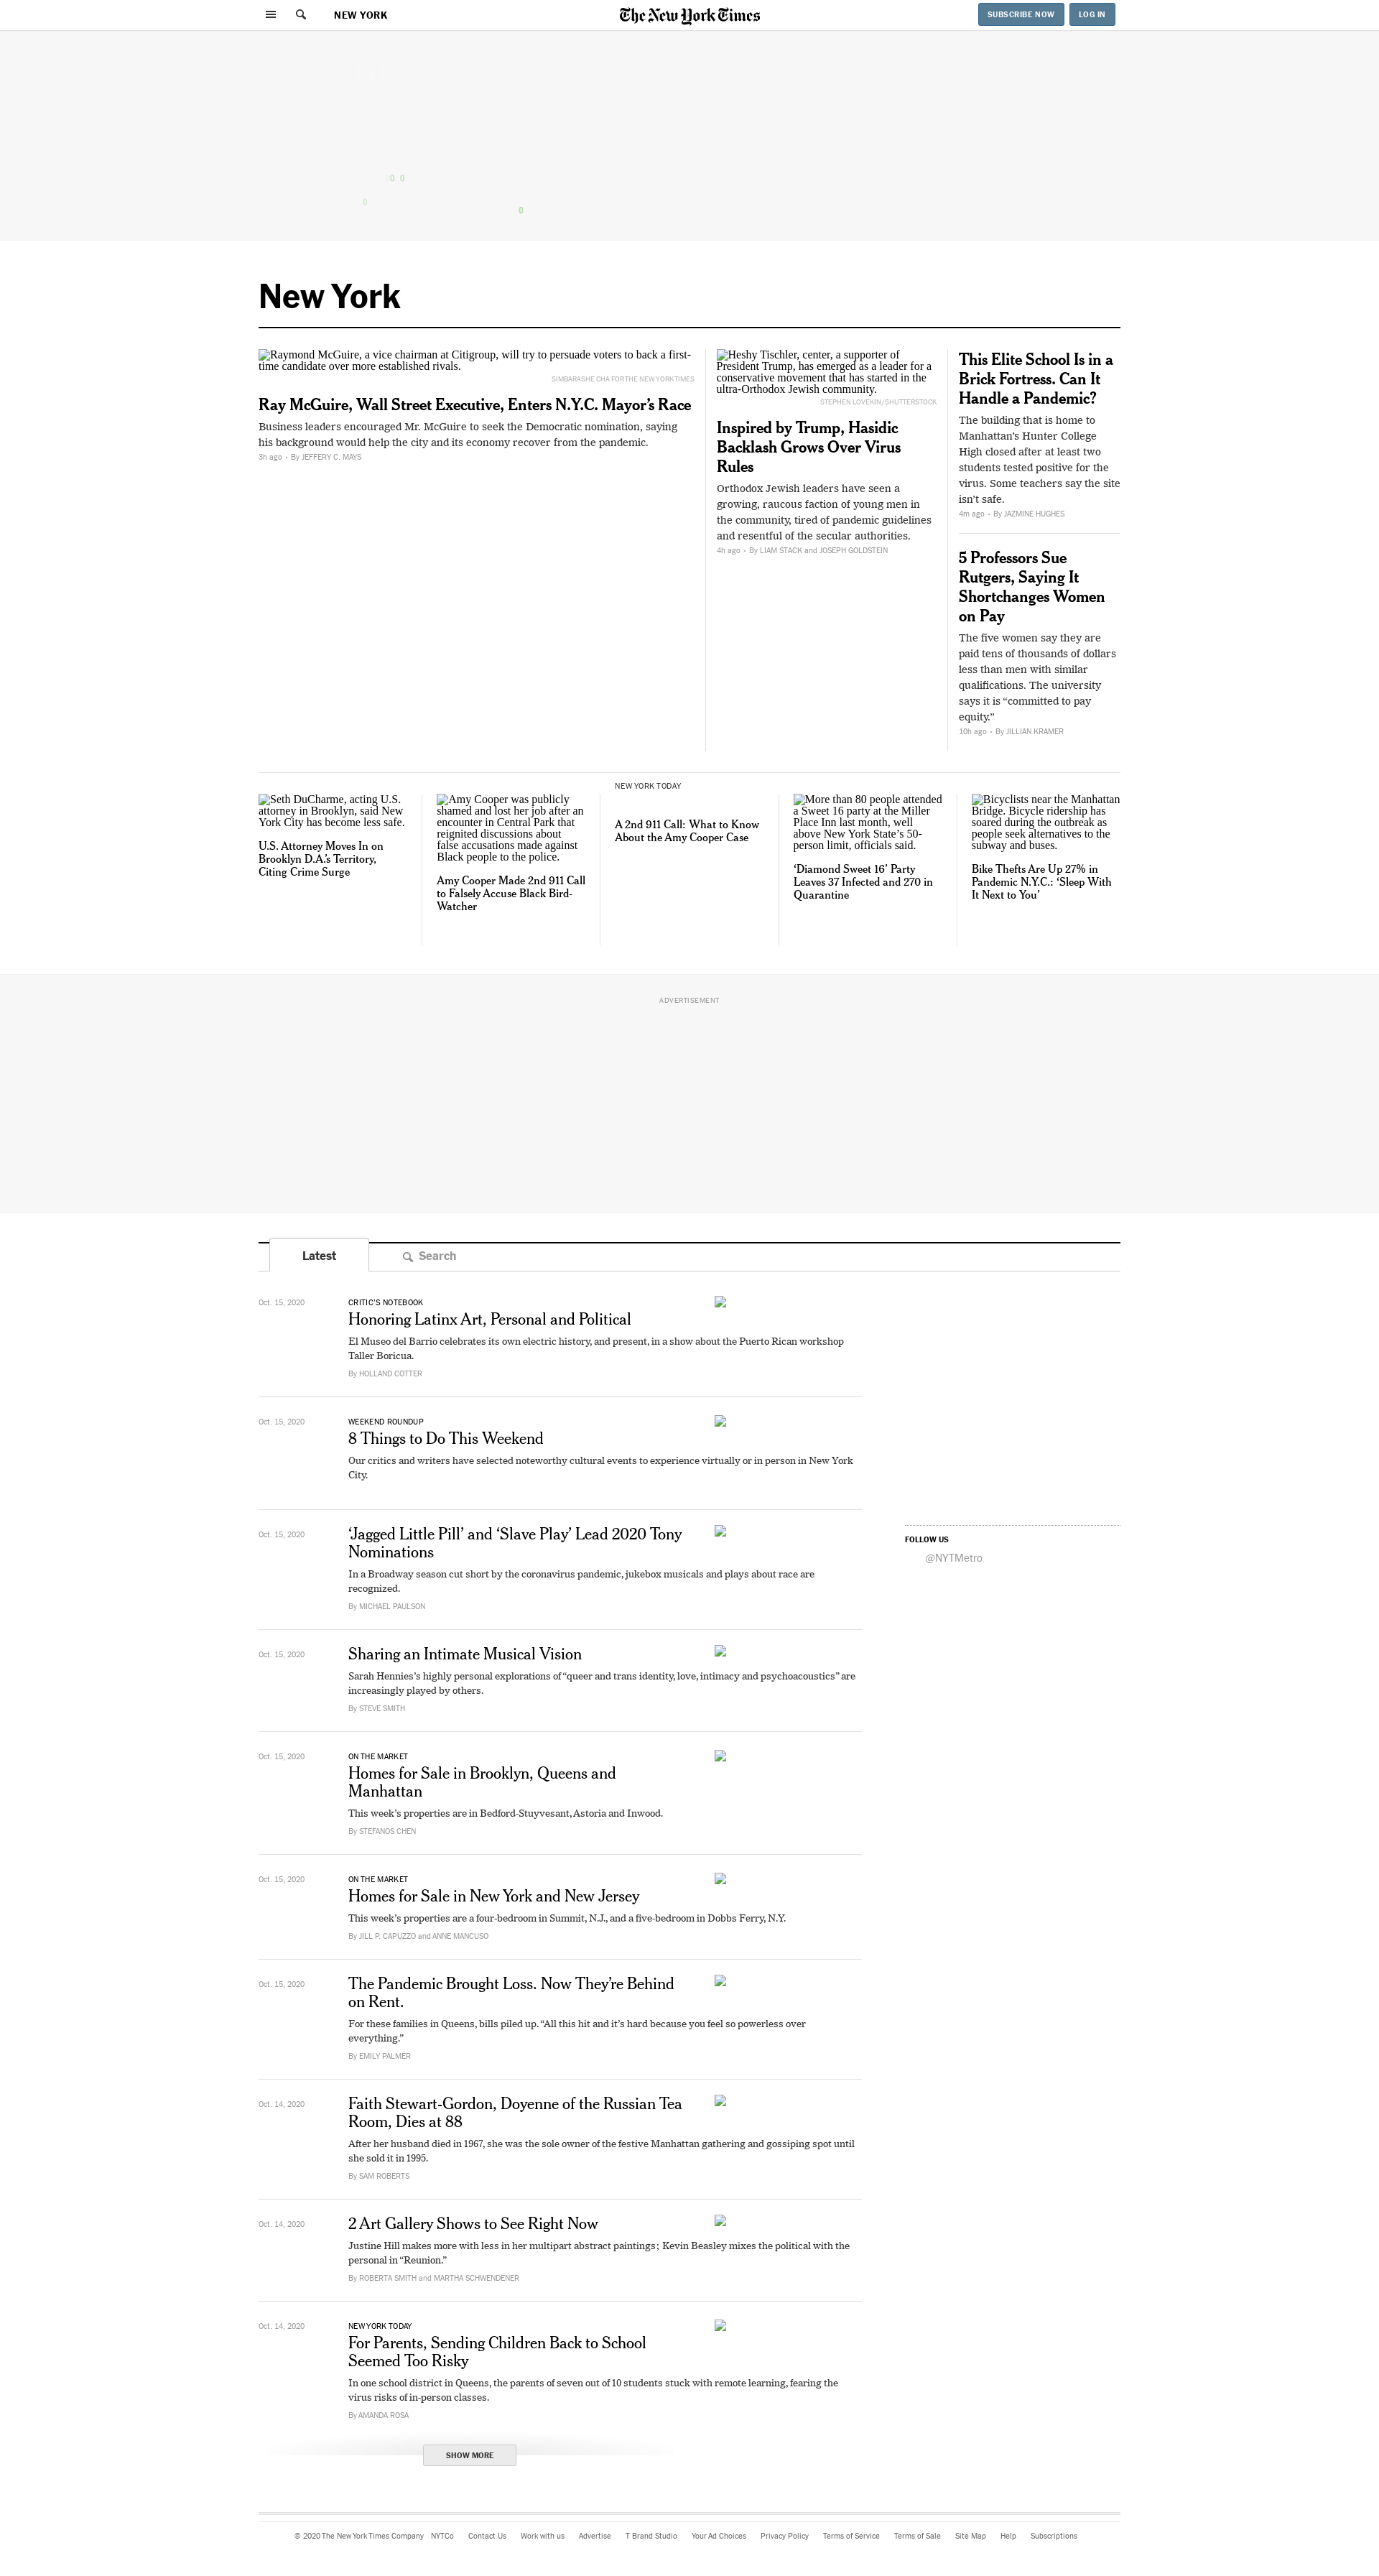 NEW YORK
The New York Times
SUBSCRIBE NOW
LOG IN
0 0
0
0
New York
Raymond McGuire, a vice chairman at Citigroup, will try to persuade voters to back a first-
time candidate over more established rivals.
SIMBARASHE CHA FOR THE NEW YORK TIMES
Ray McGuire, Wall Street Executive, Enters N.Y.C. Mayor’s Race
Business leaders encouraged Mr. McGuire to seek the Democratic nomination, saying
his background would help the city and its economy recover from the pandemic.
3h ago • By JEFFERY C. MAYS
Heshy Tischler, center, a supporter of
President Trump, has emerged as a leader for a
conservative movement that has started in the
ultra-Orthodox Jewish community.
STEPHEN LOVEKIN/SHUTTERSTOCK
Inspired by Trump, Hasidic
Backlash Grows Over Virus
Rules
Orthodox Jewish leaders have seen a
growing, raucous faction of young men in
the community, tired of pandemic guidelines
and resentful of the secular authorities.
4h ago • By LIAM STACK and JOSEPH GOLDSTEIN
This Elite School Is in a
Brick Fortress. Can It
Handle a Pandemic?
The building that is home to
Manhattan’s Hunter College
High closed after at least two
students tested positive for the
virus. Some teachers say the site
isn’t safe.
4m ago • By JAZMINE HUGHES
5 Professors Sue
Rutgers, Saying It
Shortchanges Women
on Pay
The five women say they are
paid tens of thousands of dollars
less than men with similar
qualifications. The university
says it is “committed to pay
equity.”
10h ago • By JILLIAN KRAMER
Seth DuCharme, acting U.S.
attorney in Brooklyn, said New
York City has become less safe.
U.S. Attorney Moves In on
Brooklyn D.A.’s Territory,
Citing Crime Surge
Amy Cooper was publicly
shamed and lost her job after an
encounter in Central Park that
reignited discussions about
false accusations made against
Black people to the police.
Amy Cooper Made 2nd 911 Call
to Falsely Accuse Black Bird-
Watcher
NEW YORK TODAY
A 2nd 911 Call: What to Know
About the Amy Cooper Case
More than 80 people attended
a Sweet 16 party at the Miller
Place Inn last month, well
above New York State’s 50-
person limit, officials said.
‘Diamond Sweet 16’ Party
Leaves 37 Infected and 270 in
Quarantine
Bicyclists near the Manhattan
Bridge. Bicycle ridership has
soared during the outbreak as
people seek alternatives to the
subway and buses.
Bike Thefts Are Up 27% in
Pandemic N.Y.C.: ‘Sleep With
It Next to You’
ADVERTISEMENT
Latest
Search
Oct. 15, 2020
CRITIC’S NOTEBOOK
Honoring Latinx Art, Personal and Political
El Museo del Barrio celebrates its own electric history, and present, in a show about the Puerto Rican workshop
Taller Boricua.
By HOLLAND COTTER
Oct. 15, 2020
WEEKEND ROUNDUP
8 Things to Do This Weekend
Our critics and writers have selected noteworthy cultural events to experience virtually or in person in New York
City.
Oct. 15, 2020
‘Jagged Little Pill’ and ‘Slave Play’ Lead 2020 Tony
Nominations
In a Broadway season cut short by the coronavirus pandemic, jukebox musicals and plays about race are
recognized.
By MICHAEL PAULSON
FOLLOW US
@NYTMetro
Oct. 15, 2020
Sharing an Intimate Musical Vision
Sarah Hennies’s highly personal explorations of “queer and trans identity, love, intimacy and psychoacoustics” are
increasingly played by others.
By STEVE SMITH
Oct. 15, 2020
ON THE MARKET
Homes for Sale in Brooklyn, Queens and
Manhattan
This week’s properties are in Bedford-Stuyvesant, Astoria and Inwood.
By STEFANOS CHEN
Oct. 15, 2020
ON THE MARKET
Homes for Sale in New York and New Jersey
This week’s properties are a four-bedroom in Summit, N.J., and a five-bedroom in Dobbs Ferry, N.Y.
By JILL P. CAPUZZO and ANNE MANCUSO
Oct. 15, 2020
The Pandemic Brought Loss. Now They’re Behind
on Rent.
For these families in Queens, bills piled up. “All this hit and it’s hard because you feel so powerless over
everything.”
By EMILY PALMER
Oct. 14, 2020
Faith Stewart-Gordon, Doyenne of the Russian Tea
Room, Dies at 88
After her husband died in 1967, she was the sole owner of the festive Manhattan gathering and gossiping spot until
she sold it in 1995.
By SAM ROBERTS
Oct. 14, 2020
2 Art Gallery Shows to See Right Now
Justine Hill makes more with less in her multipart abstract paintings; Kevin Beasley mixes the political with the
personal in “Reunion.”
By ROBERTA SMITH and MARTHA SCHWENDENER
Oct. 14, 2020
NEW YORK TODAY
For Parents, Sending Children Back to School
Seemed Too Risky
In one school district in Queens, the parents of seven out of 10 students stuck with remote learning, fearing the
virus risks of in-person classes.
By AMANDA ROSA
SHOW MORE
© 2020 The New York Times Company NYTCo Contact Us Work with us Advertise T Brand Studio Your Ad Choices Privacy Policy Terms of Service Terms of Sale Site Map Help Subscriptions